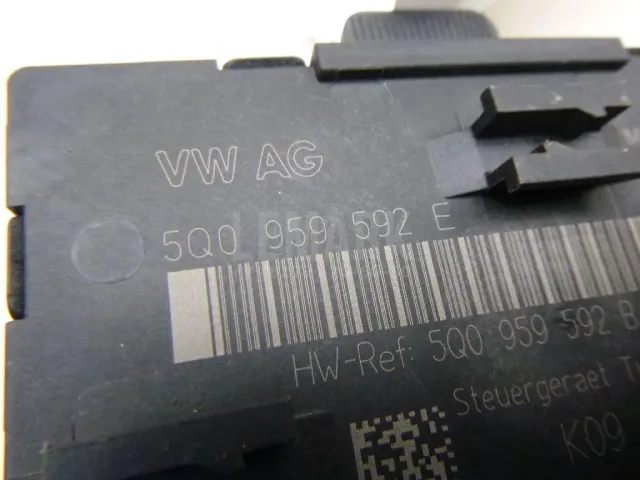 VW AG
5Q0 959 592 E
HW-Ref: 5Q0 959 592 B
Steuergeraet
K09